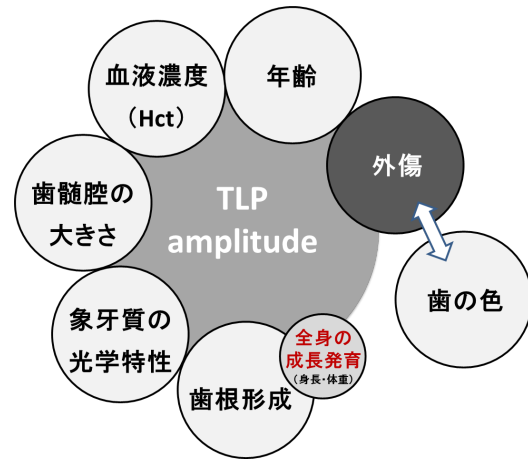 血液濃度
（Hct）
年齢
外傷
歯髄腔の
大きさ
TLP
amplitude
歯の色
象牙質の
光学特性
全身の
成長発育
（身長・体重）
歯根形成